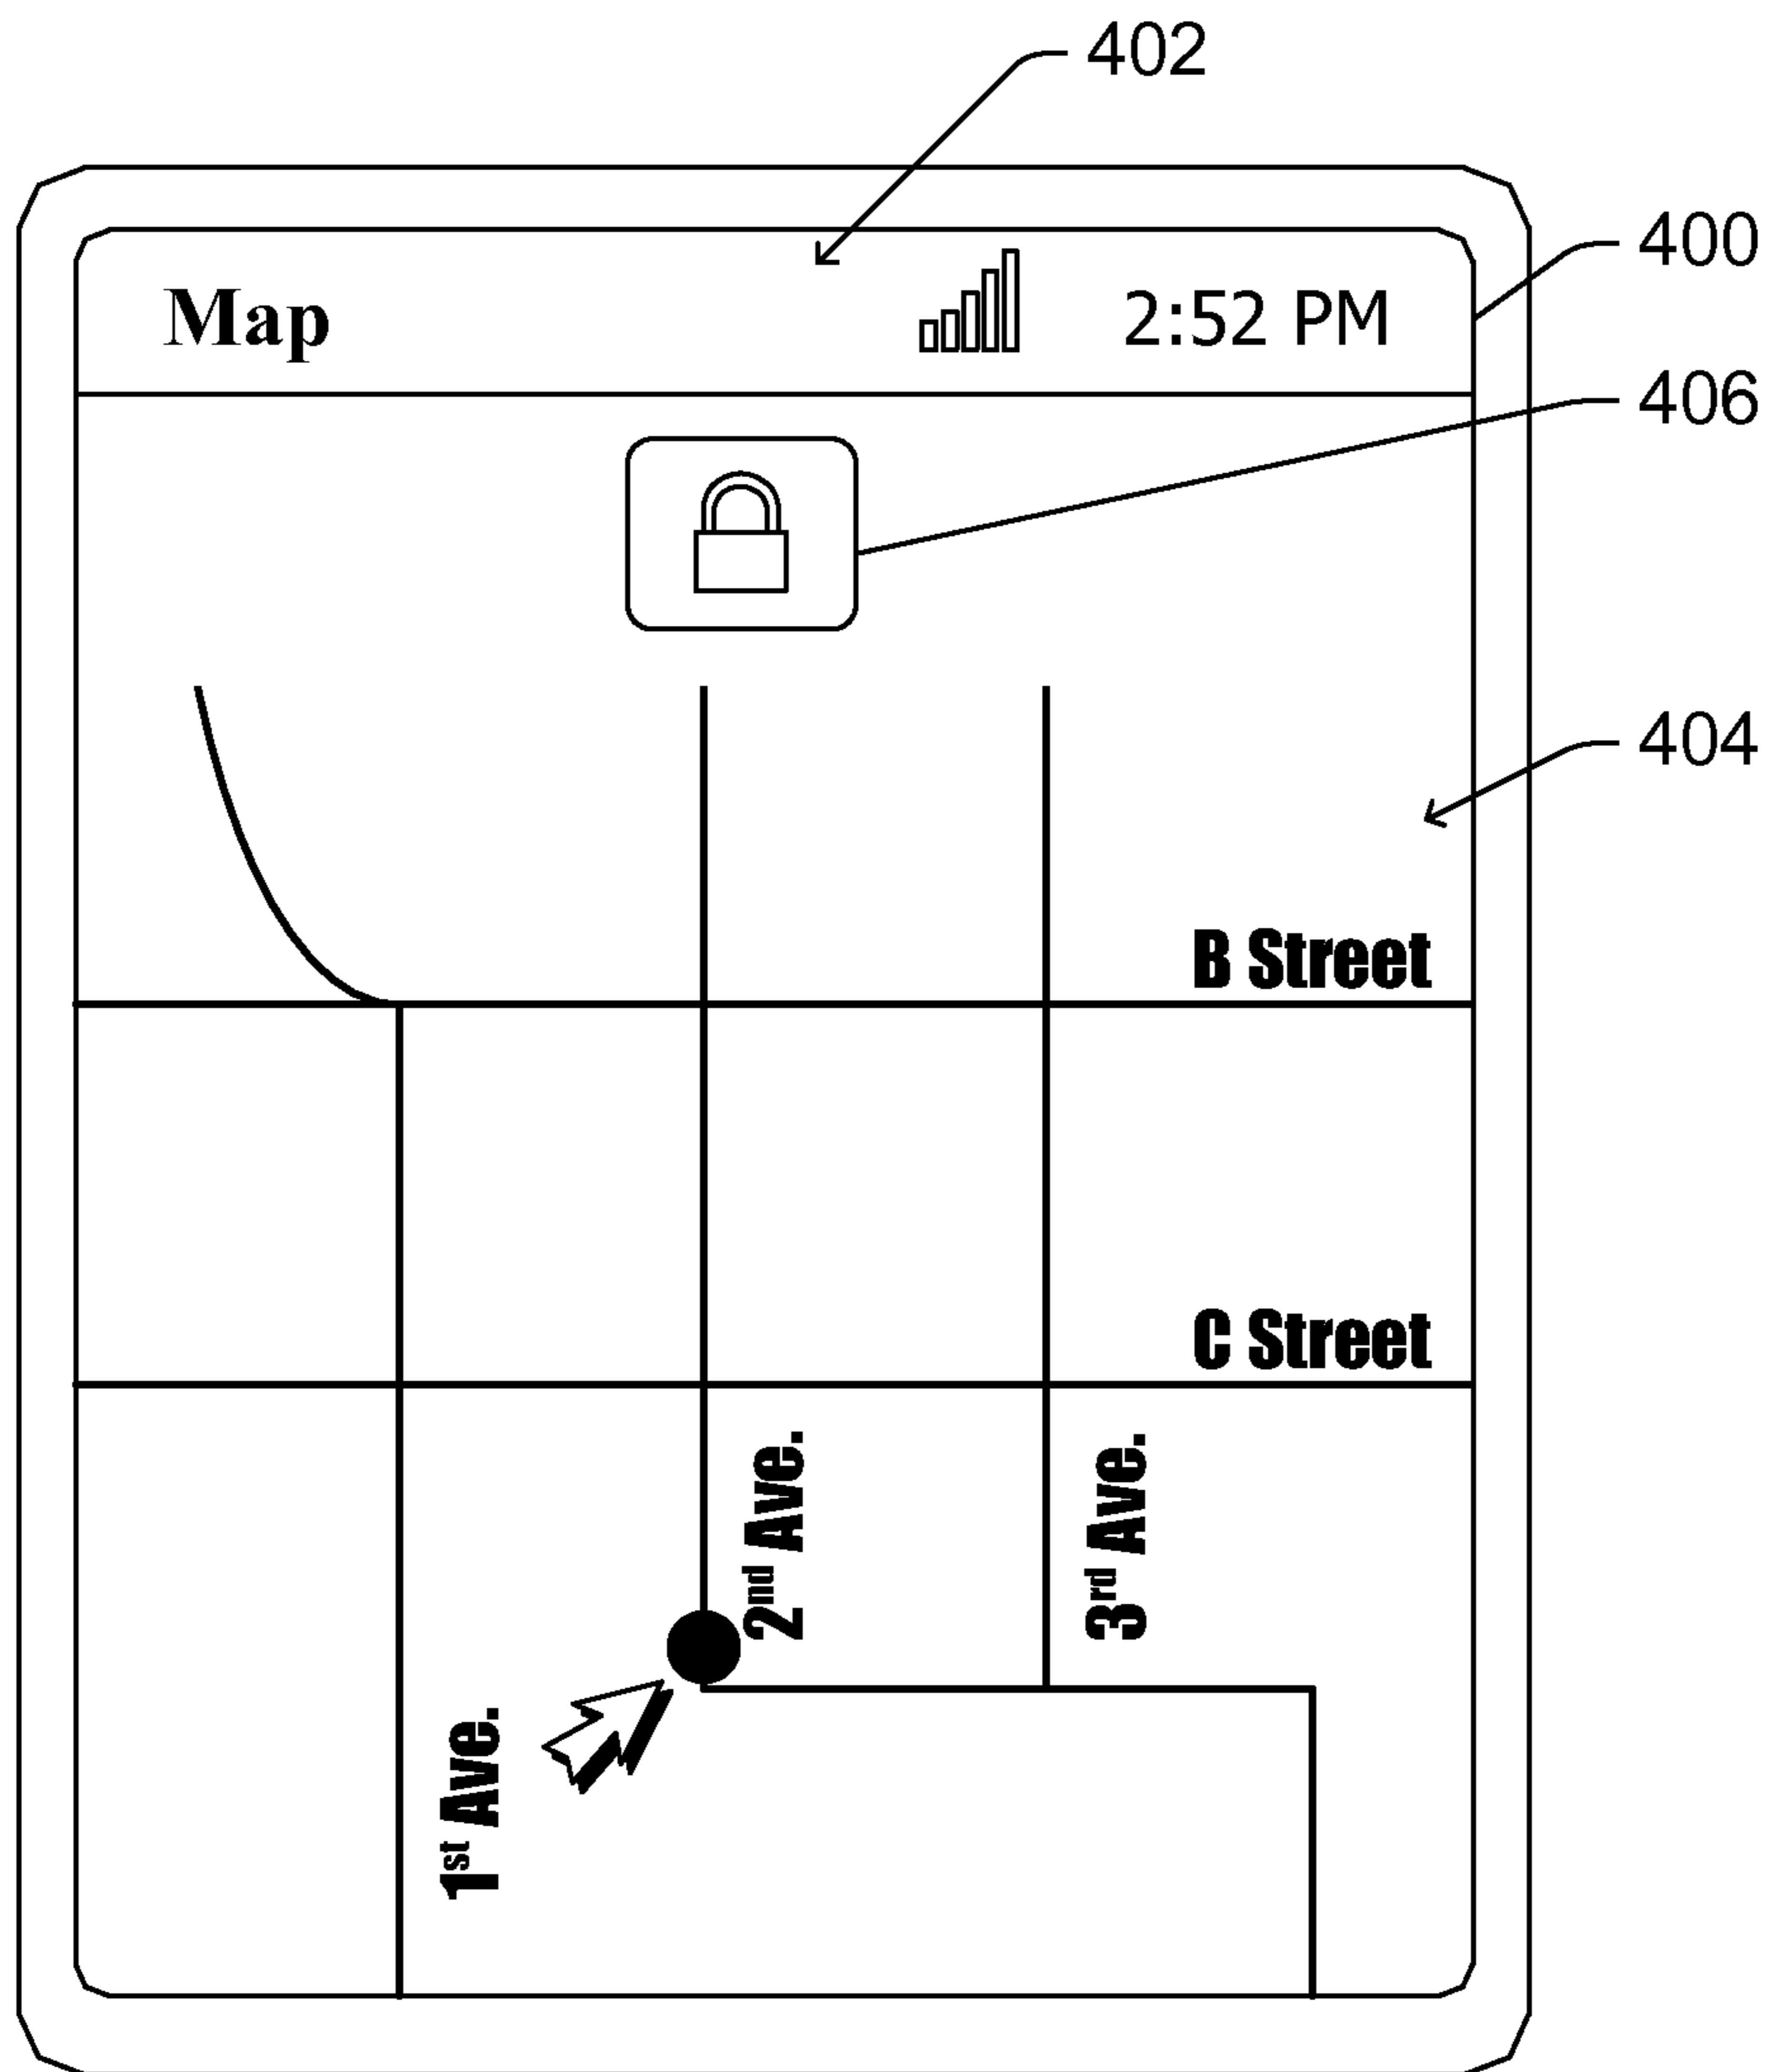 402
400
Map 2:52 PM
406
404
B Street
C Street
2nd Ave.
3rd Ave.
1st Ave.